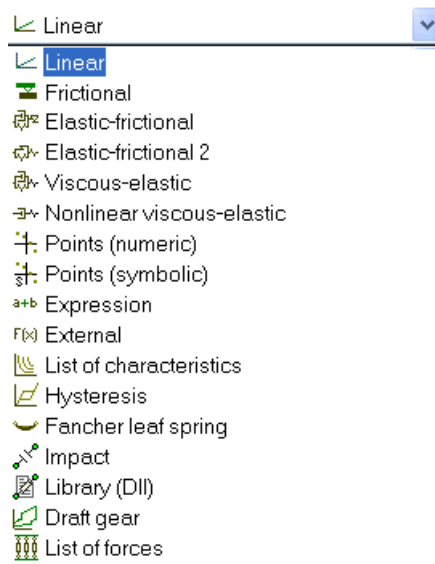 Linear
Linear
Frictional
Elastic-frictional
Elastic-frictional 2
Viscous-elastic
Nonlinear viscous-elastic
Points (numeric)
Points (symbolic)
a+b Expression
F(x) External
List of characteristics
Hysteresis
Fancher leaf spring
Impact
Library (Dll)
Draft gear
List of forces